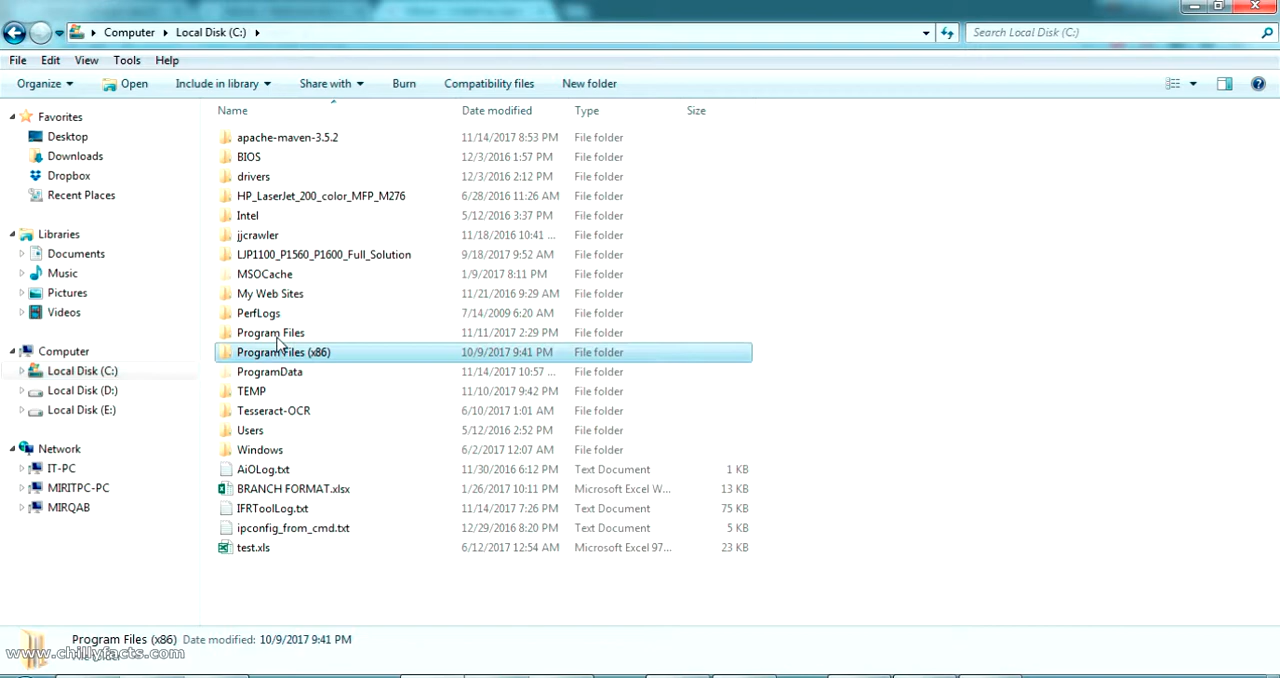 Computer Local Disk (C:) Search Local Disk (C:)
File Edit View Tools Help
Organize Open Include in library Share with Burn Compatibility files New folder
Name Date modified Type Size
Favorites
Desktop
Downloads
Dropbox
Recent Places
Libraries
Documents
Music
Pictures
Videos
Computer
Local Disk (C:)
Local Disk (D:)
Local Disk (E:)
Network
IT-PC
MIRITPC-PC
MIRQAB
apache-maven-3.5.2 11/14/2017 8:53 PM File folder
BIOS 12/3/2016 1:57 PM File folder
drivers 12/3/2016 2:12 PM File folder
HP_LaserJet_200_color_MFP_M276 6/28/2016 11:26 AM File folder
Intel 5/12/2016 3:37 PM File folder
jjcrawler 11/18/2016 10:41 ... File folder
LJP1100_P1560_P1600_Full_Solution 9/18/2017 9:52 AM File folder
MSOCache 1/9/2017 8:11 PM File folder
My Web Sites 11/21/2016 9:29 AM File folder
PerfLogs 7/14/2009 6:20 AM File folder
Program Files 11/11/2017 2:29 PM File folder
Program Files (x86) 10/9/2017 9:41 PM File folder
ProgramData 11/14/2017 10:57 ... File folder
TEMP 11/10/2017 9:42 PM File folder
Tesseract-OCR 6/10/2017 1:01 AM File folder
Users 5/12/2016 2:52 PM File folder
Windows 6/2/2017 12:07 AM File folder
AiOLog.txt 11/30/2016 6:12 PM Text Document 1 KB
BRANCH FORMAT.xlsx 1/26/2017 10:11 PM Microsoft Excel W... 13 KB
IFRToolLog.txt 11/14/2017 7:26 PM Text Document 75 KB
ipconfig_from_cmd.txt 12/29/2016 8:20 PM Text Document 5 KB
test.xls 6/12/2017 12:54 AM Microsoft Excel 97... 23 KB
Program Files (x86) Date modified: 10/9/2017 9:41 PM
www.chillyfacts.com